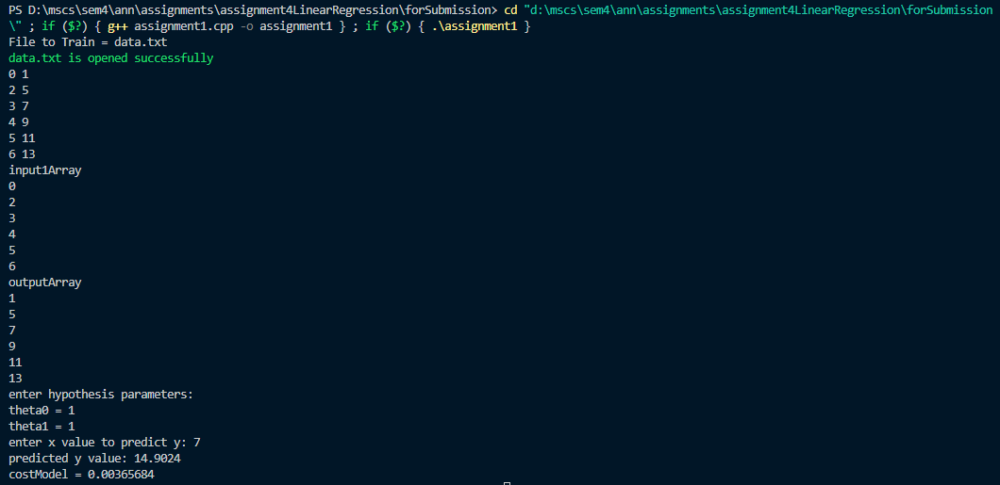 PS D:\mscs\sem4\ann\assignments\assignment4LinearRegression\forSubmission> cd "d:\mscs\sem4\ann\assignments\assignment4LinearRegression\forSubmission
\" ; if ($?) { g++ assignment1.cpp -o assignment1 } ; if ($?) { .\assignment1 }
File to Train = data.txt
data.txt is opened successfully
0 1
2 5
3 7
4 9
5 11
6 13
input1Array
0
2
3
4
5
6
outputArray
1
5
7
9
11
13
enter hypothesis parameters:
theta0 = 1
theta1 = 1
enter x value to predict y: 7
predicted y value: 14.9024
costModel = 0.00365684